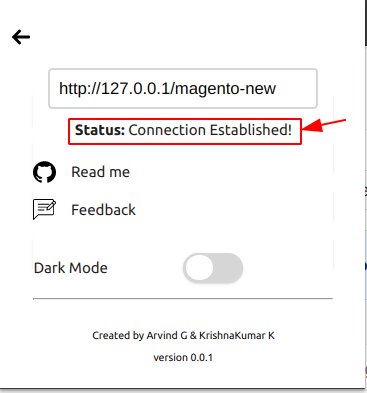 http://127.0.0.1/magento-new
Status: Connection Established!
Read me
Feedback
Dark Mode
Created by Arvind G & KrishnaKumar K
version 0.0.1